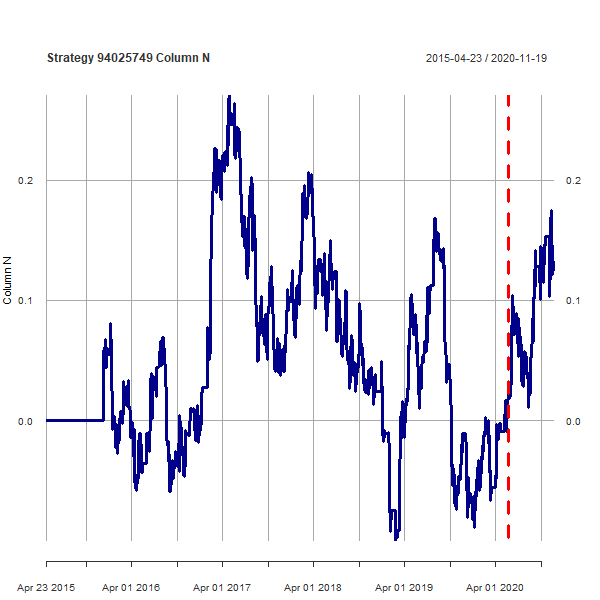 Strategy 94025749 Column N
2015-04-23 / 2020-11-19
Column N
0.2
0.2
0.1
0.1
0.0
0.0
Apr 23 2015
Apr 01 2016
Apr 01 2017
Apr 01 2018
Apr 01 2019
Apr 01 2020